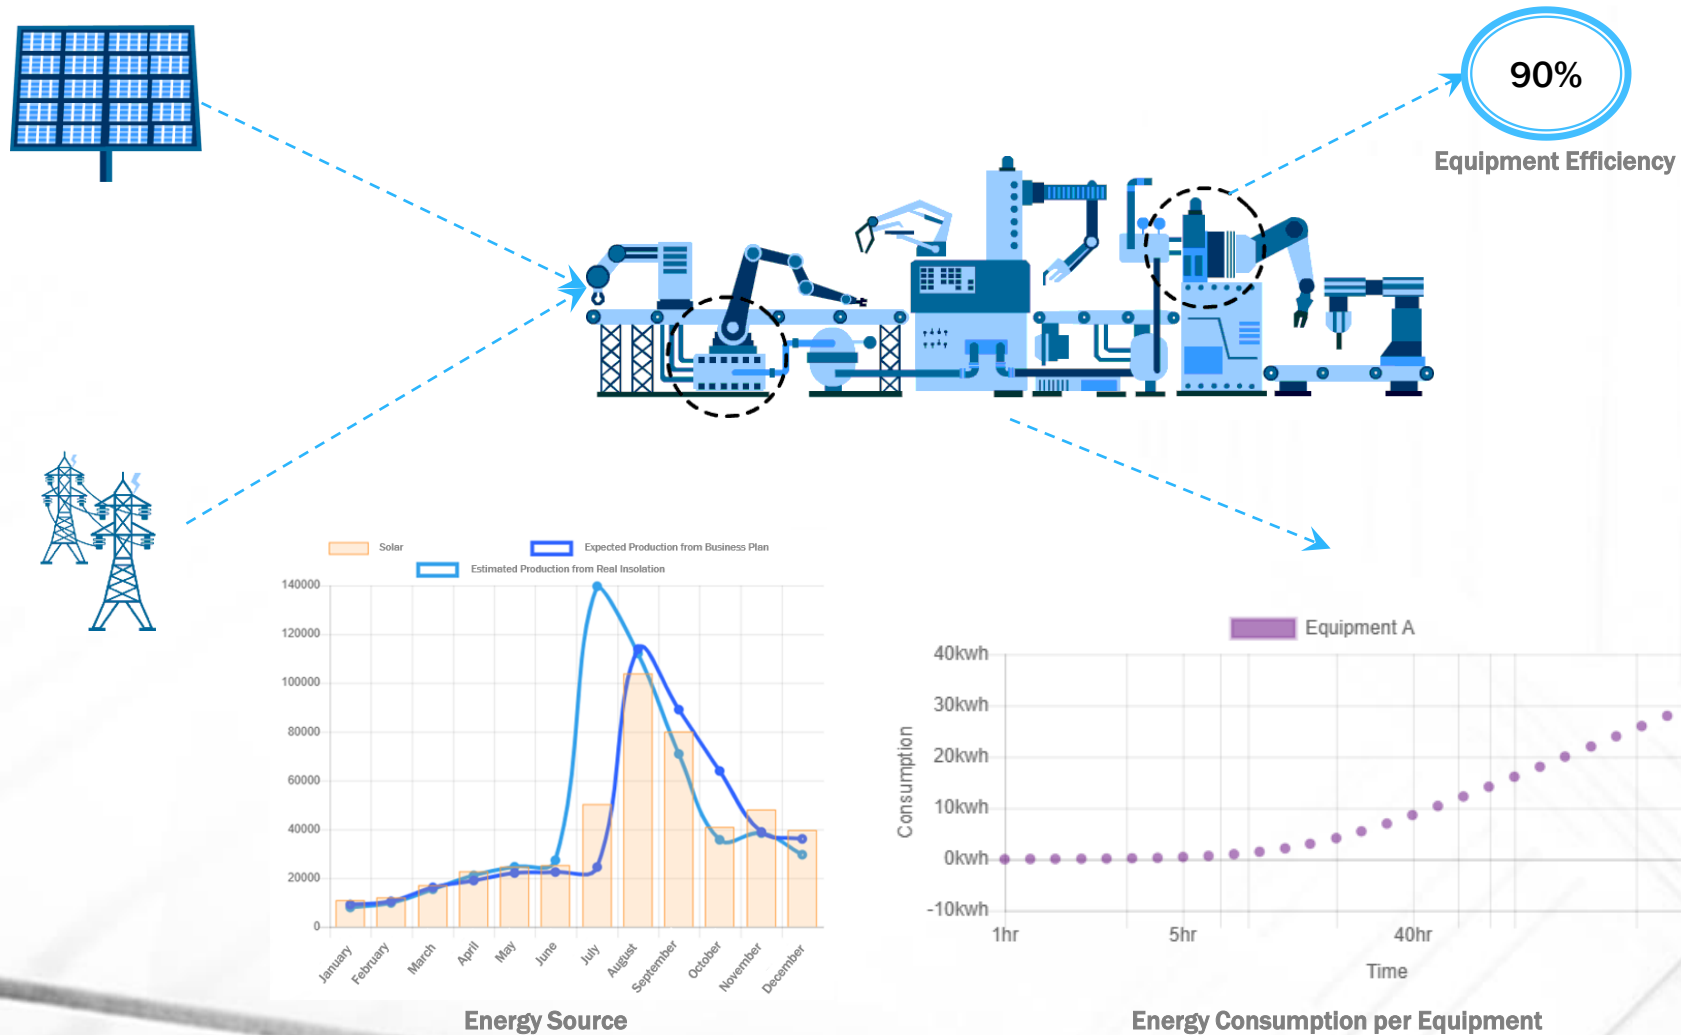 90%
Equipment Efficiency
Solar
Expected Production from Business Plan
Estimated Production from Real Insolation
140000
120000
100000
80000
60000
40000
20000
0
January
February
March
April
May
June
July
August
September
October
November
December
Energy Source
Equipment A
40kwh
30kwh
20kwh
10kwh
0kwh
-10kwh
Consumption
1hr
5hr
40hr
Time
Energy Consumption per Equipment